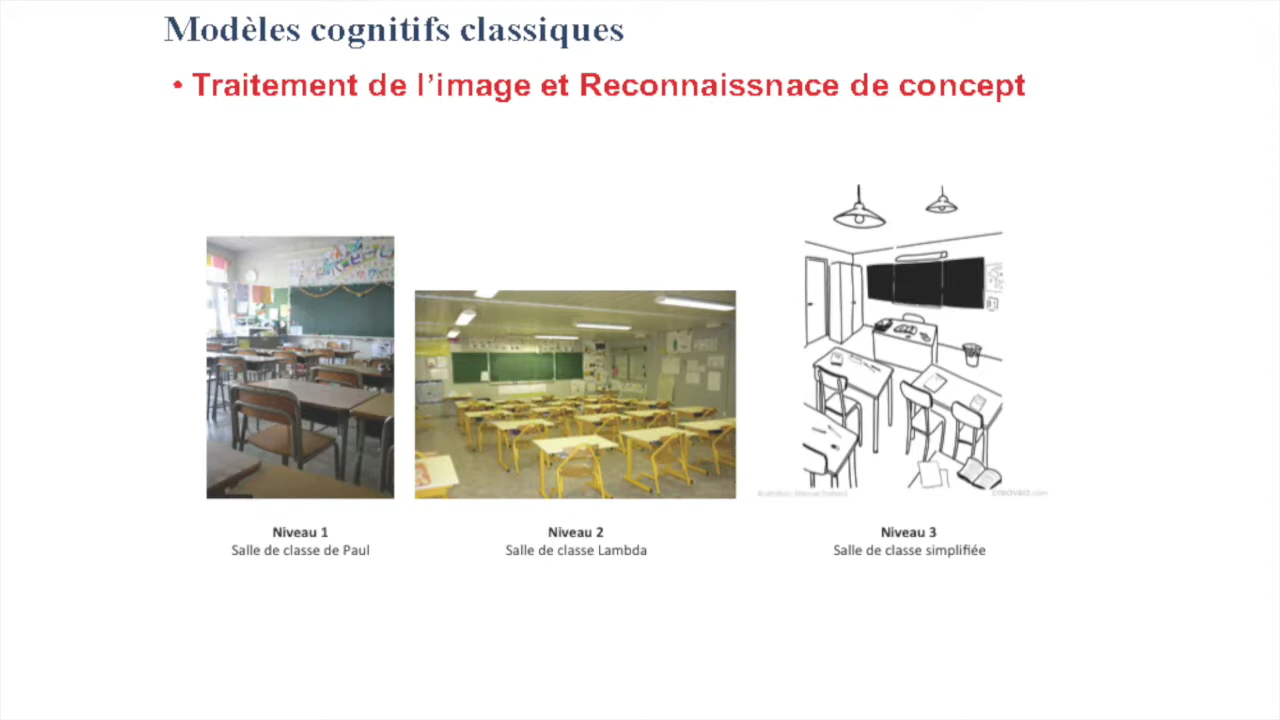 Modèles cognitifs classiques
• Traitement de l’image et Reconnaissnace de concept
Niveau 1
Salle de classe de Paul
Niveau 2
Salle de classe Lambda
Niveau 3
Salle de classe simplifiée